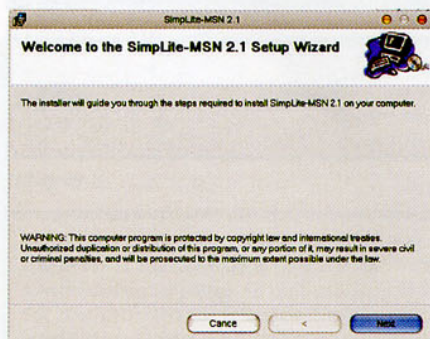 SimpLite-MSN 2.1
Welcome to the SimpLite-MSN 2.1 Setup Wizard
The installer will guide you through the steps required to install SimpLite-MSN 2.1 on your computer.
WARNING: This computer program is protected by copyright law and international treaties.
Unauthorized duplication or distribution of this program, or any portion of it, may result in severe civil
or criminal penalties, and will be prosecuted to the maximum extent possible under the law.
Cance
<
Next